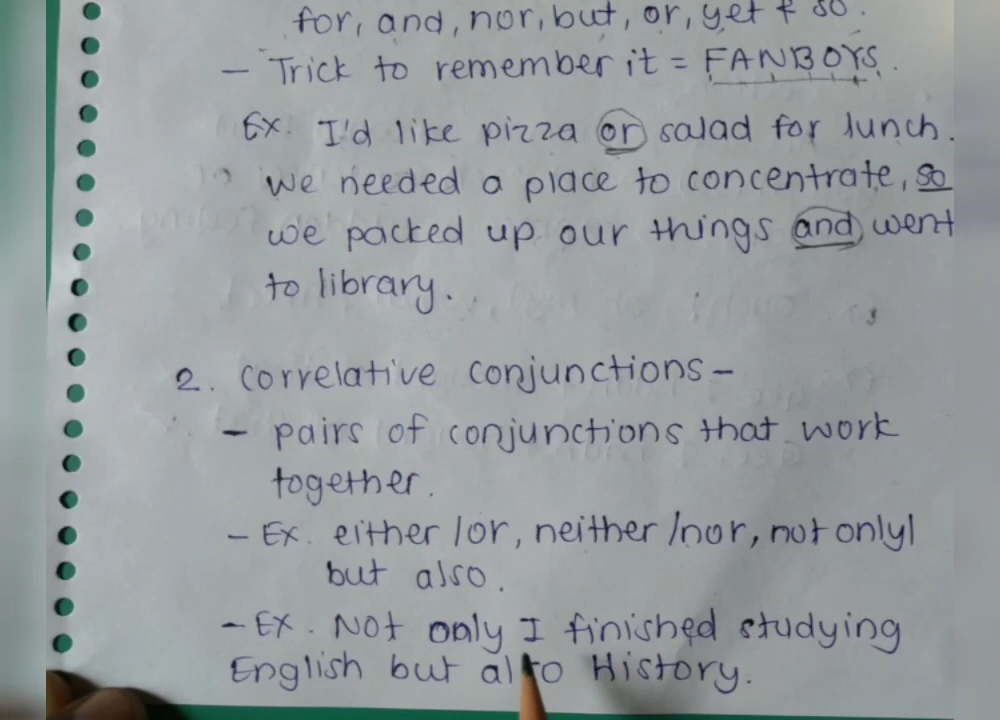 for, and, nor, but, or, yet & so.
- Trick to remember it = FANBOYS.
Ex. I'd like pizza or salad for lunch.
we needed a place to concentrate, so
we packed up our things and went
to library.
2. Correlative conjunctions -
- pairs of conjunctions that work
together.
- Ex. either/or, neither/nor, not only/
but also.
- Ex. Not only I finished studying
English but also History.